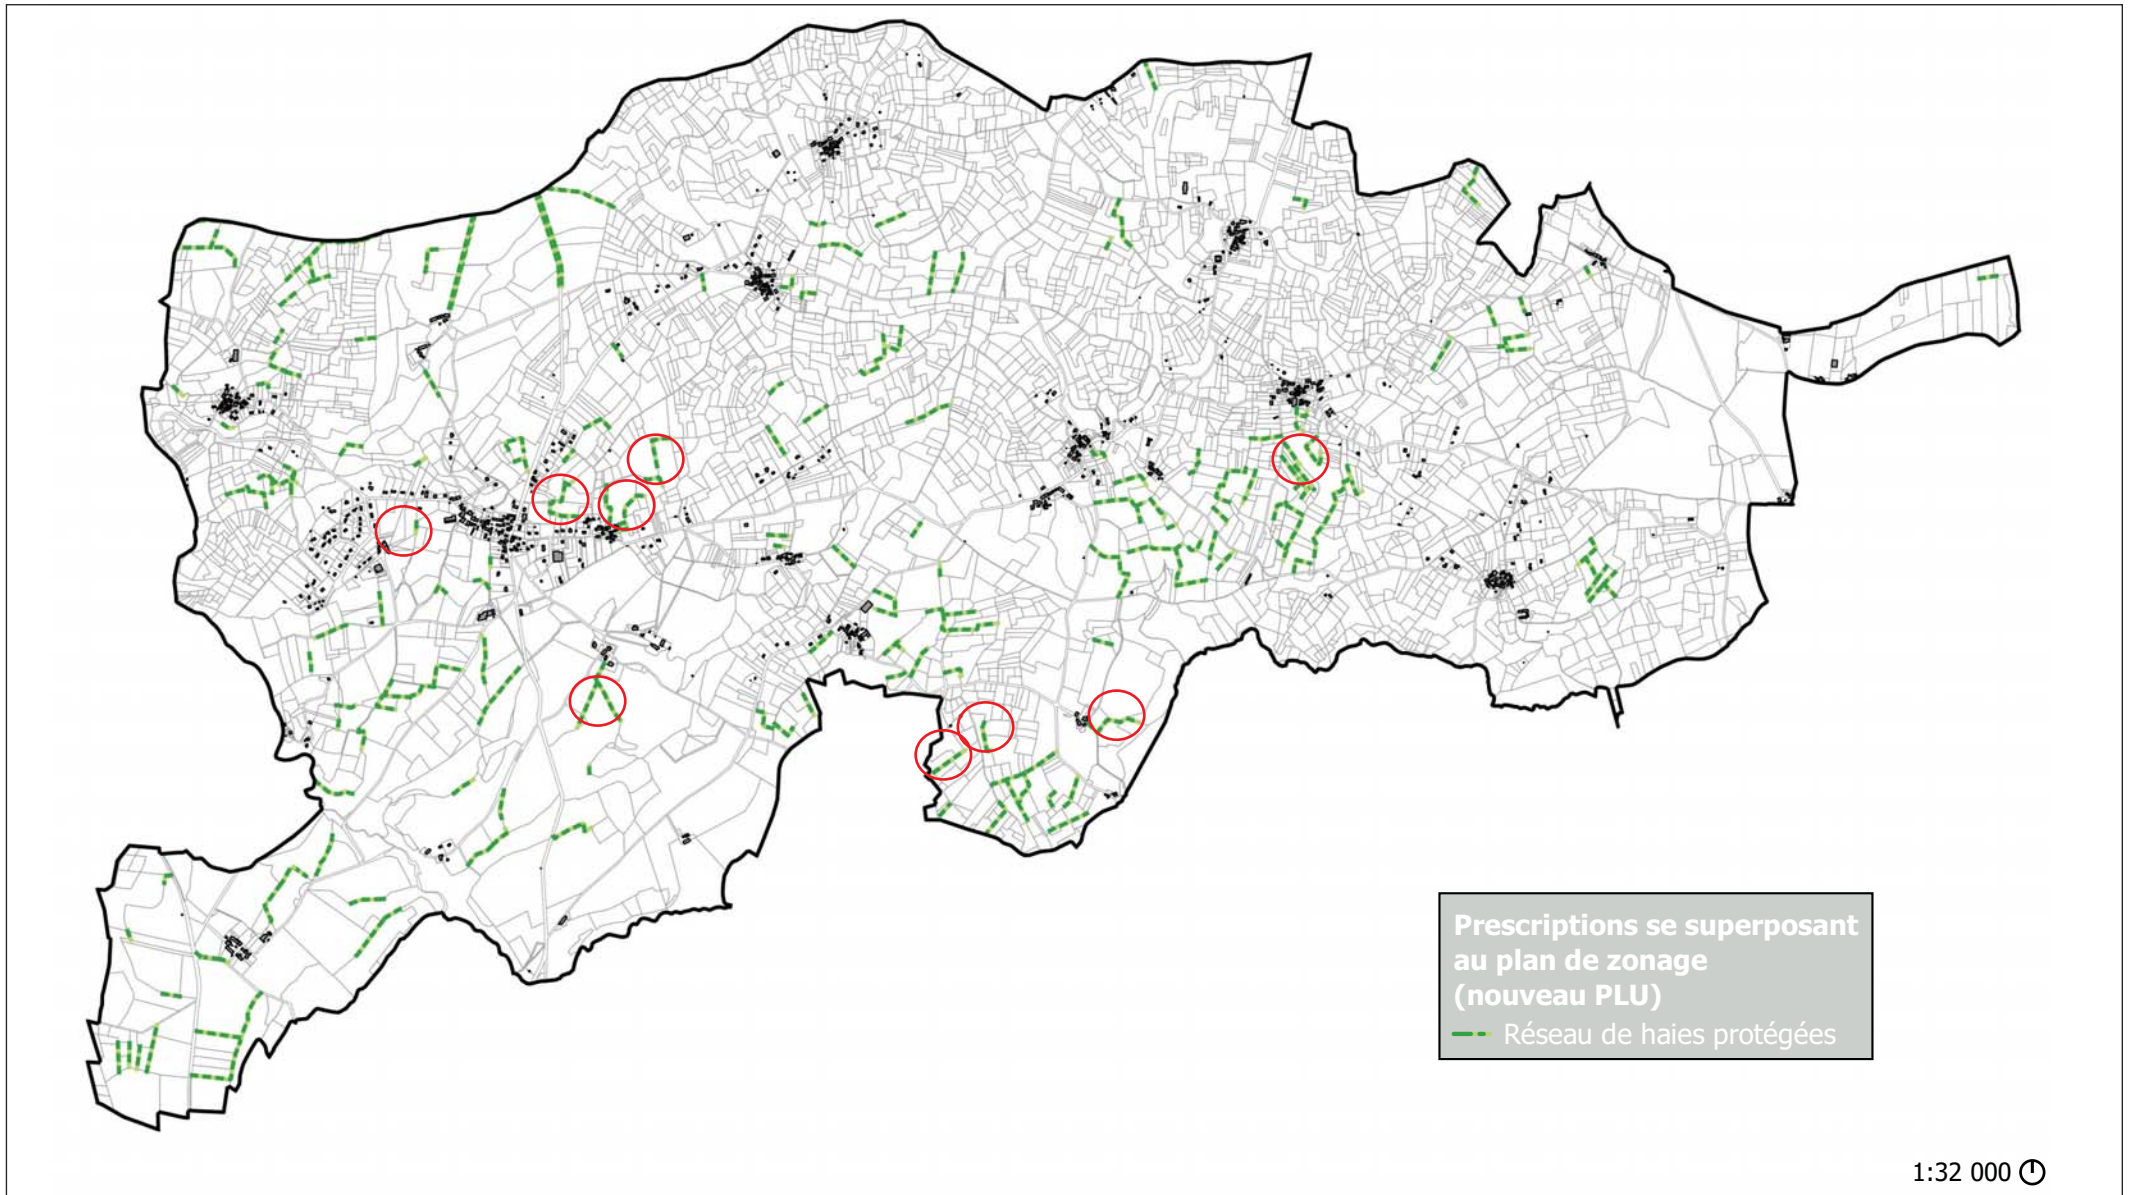 Prescriptions se superposant
au plan de zonage
(nouveau PLU)
Réseau de haies protégées
1:32 000